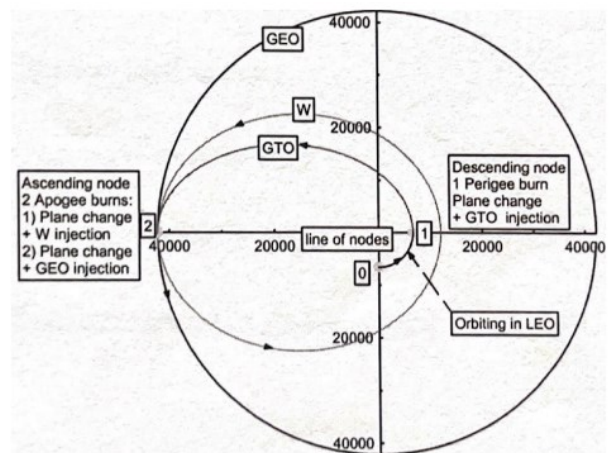 40000
GEO
W
20000
GTO
Ascending node
2 Apogee burns:
1) Plane change
+ W injection
2) Plane change
+ GEO injection
2
Descending node
1 Perigee burn
Plane change
+ GTO injection
line of nodes
1
40000
20000
20000
40000
0
Orbiting in LEO
20000
40000